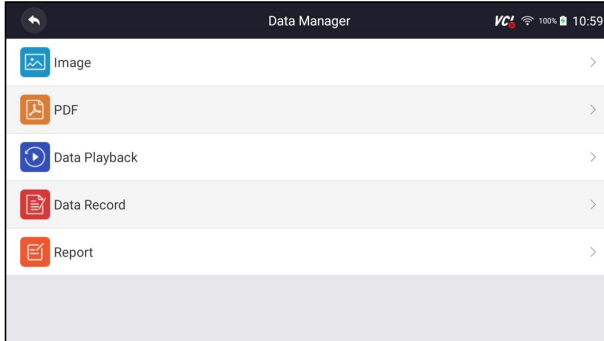 Data Manager
VCI 100% 10:59
Image
PDF
Data Playback
Data Record
Report